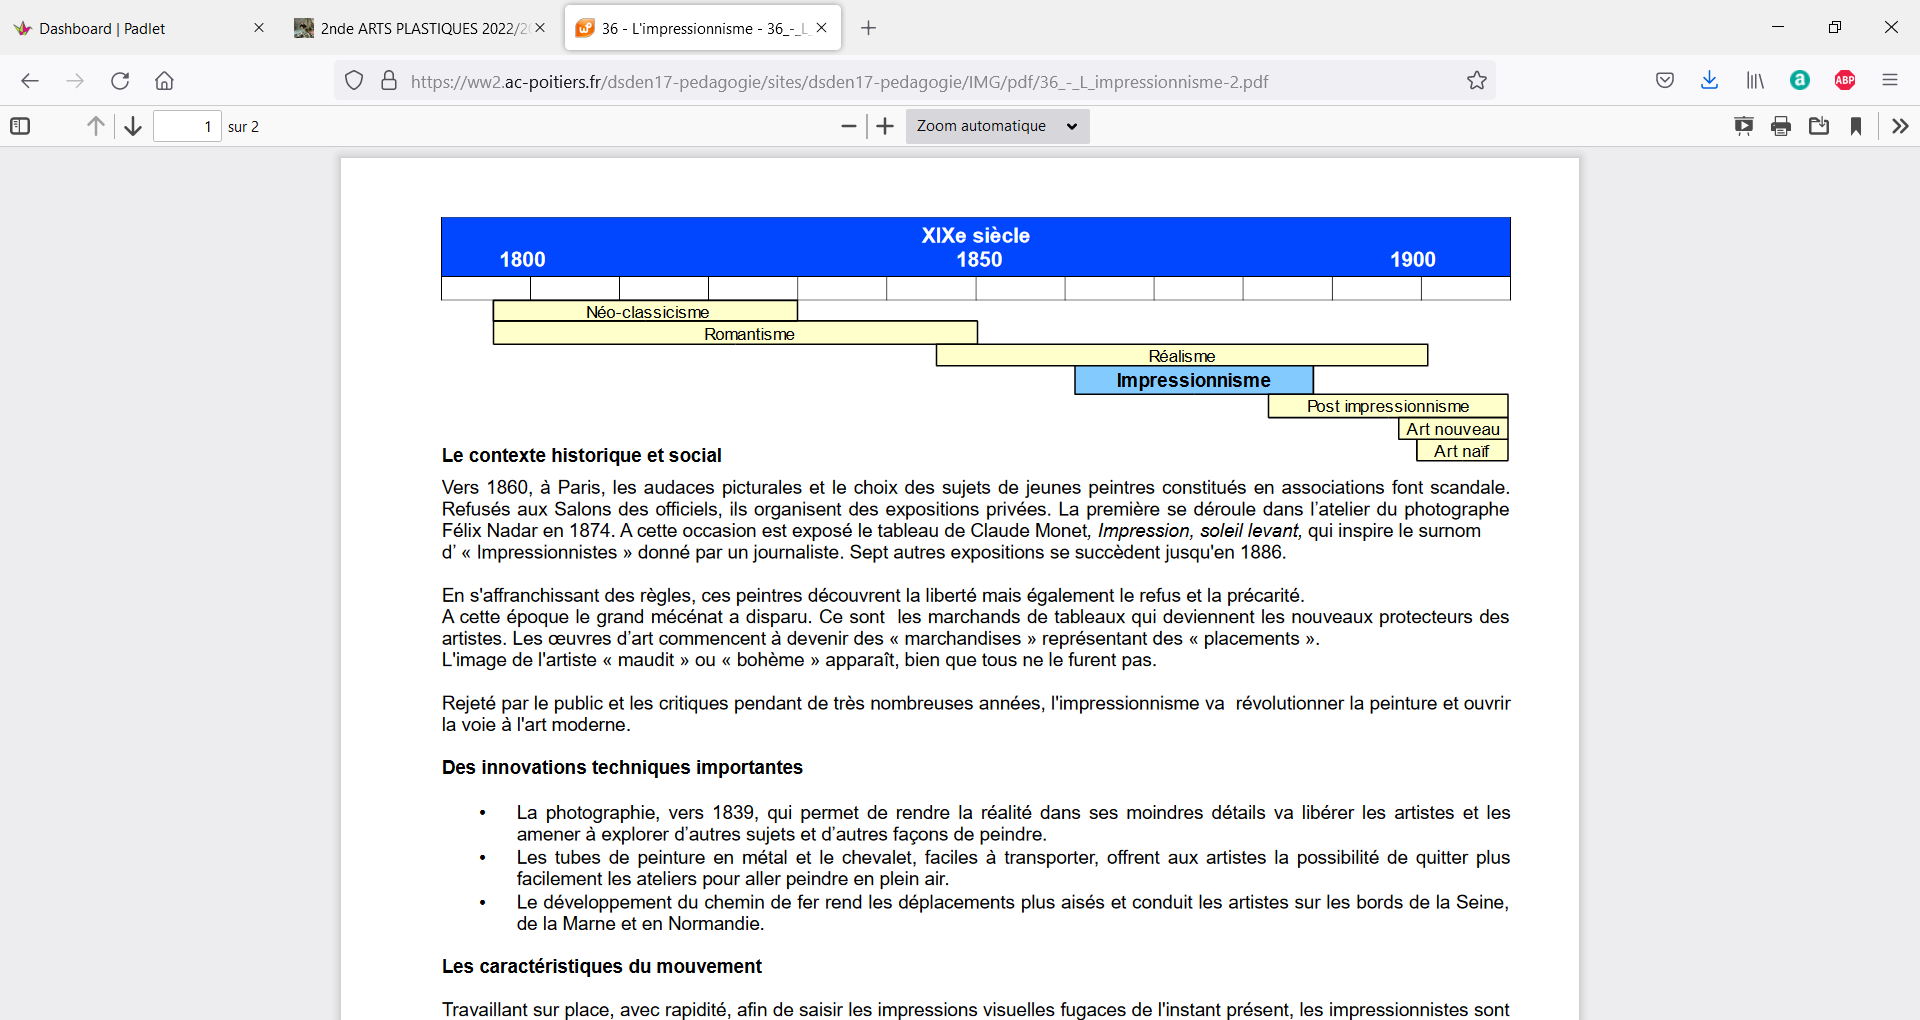 Dashboard | Padlet
2nde ARTS PLASTIQUES 2022/2
36 - L'impressionnisme - 36_-_L
https://ww2.ac-poitiers.fr/dsden17-pedagogie/sites/dsden17-pedagogie/IMG/pdf/36_-_L_impressionnisme-2.pdf
a
ABP
1 sur 2
Zoom automatique
XIXe siècle
1800 1850 1900
Néo-classicisme
Romantisme
Réalisme
Impressionnisme
Post impressionnisme
Art nouveau
Art naïf
Le contexte historique et social
Vers 1860, à Paris, les audaces picturales et le choix des sujets de jeunes peintres constitués en associations font scandale.
Refusés aux Salons des officiels, ils organisent des expositions privées. La première se déroule dans l’atelier du photographe
Félix Nadar en 1874. A cette occasion est exposé le tableau de Claude Monet, Impression, soleil levant, qui inspire le surnom
d’ « Impressionnistes » donné par un journaliste. Sept autres expositions se succèdent jusqu'en 1886.
En s'affranchissant des règles, ces peintres découvrent la liberté mais également le refus et la précarité.
A cette époque le grand mécénat a disparu. Ce sont les marchands de tableaux qui deviennent les nouveaux protecteurs des
artistes. Les œuvres d’art commencent à devenir des « marchandises » représentant des « placements ».
L'image de l'artiste « maudit » ou « bohème » apparaît, bien que tous ne le furent pas.
Rejeté par le public et les critiques pendant de très nombreuses années, l'impressionnisme va révolutionner la peinture et ouvrir
la voie à l'art moderne.
Des innovations techniques importantes
• La photographie, vers 1839, qui permet de rendre la réalité dans ses moindres détails va libérer les artistes et les
amener à explorer d’autres sujets et d’autres façons de peindre.
• Les tubes de peinture en métal et le chevalet, faciles à transporter, offrent aux artistes la possibilité de quitter plus
facilement les ateliers pour aller peindre en plein air.
• Le développement du chemin de fer rend les déplacements plus aisés et conduit les artistes sur les bords de la Seine,
de la Marne et en Normandie.
Les caractéristiques du mouvement
Travaillant sur place, avec rapidité, afin de saisir les impressions visuelles fugaces de l'instant présent, les impressionnistes sont